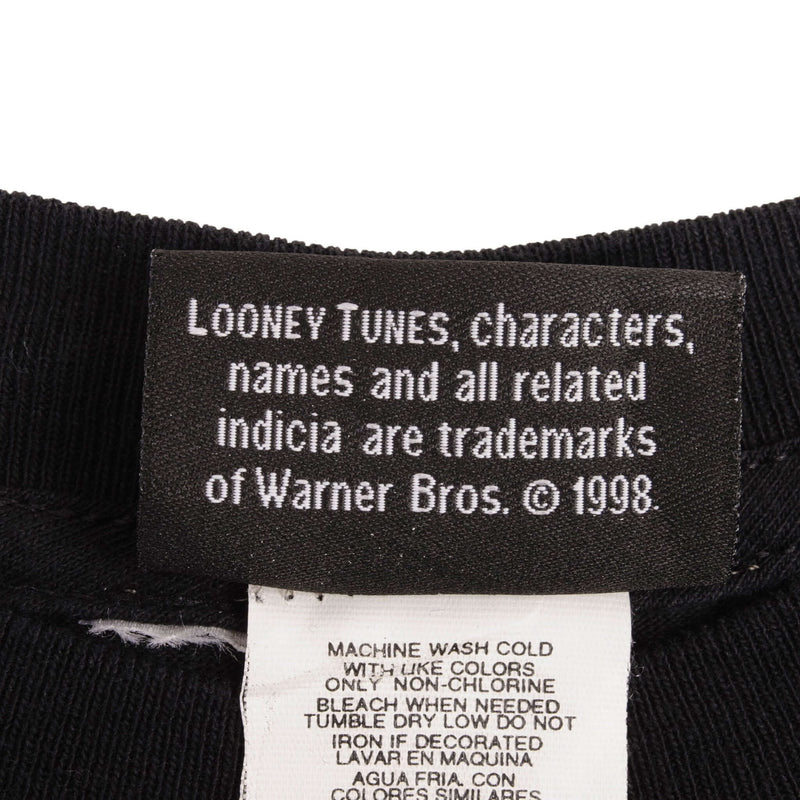 LOONEY TUNES, characters,
names and all related
indicia are trademarks
of Warner Bros. © 1998.
MACHINE WASH COLD
WITH LIKE COLORS
ONLY NON-CHLORINE
BLEACH WHEN NEEDED
TUMBLE DRY LOW DO NOT
IRON IF DECORATED
LAVAR EN MAQUINA
AGUA FRIA. CON
COLORES SIMILARES